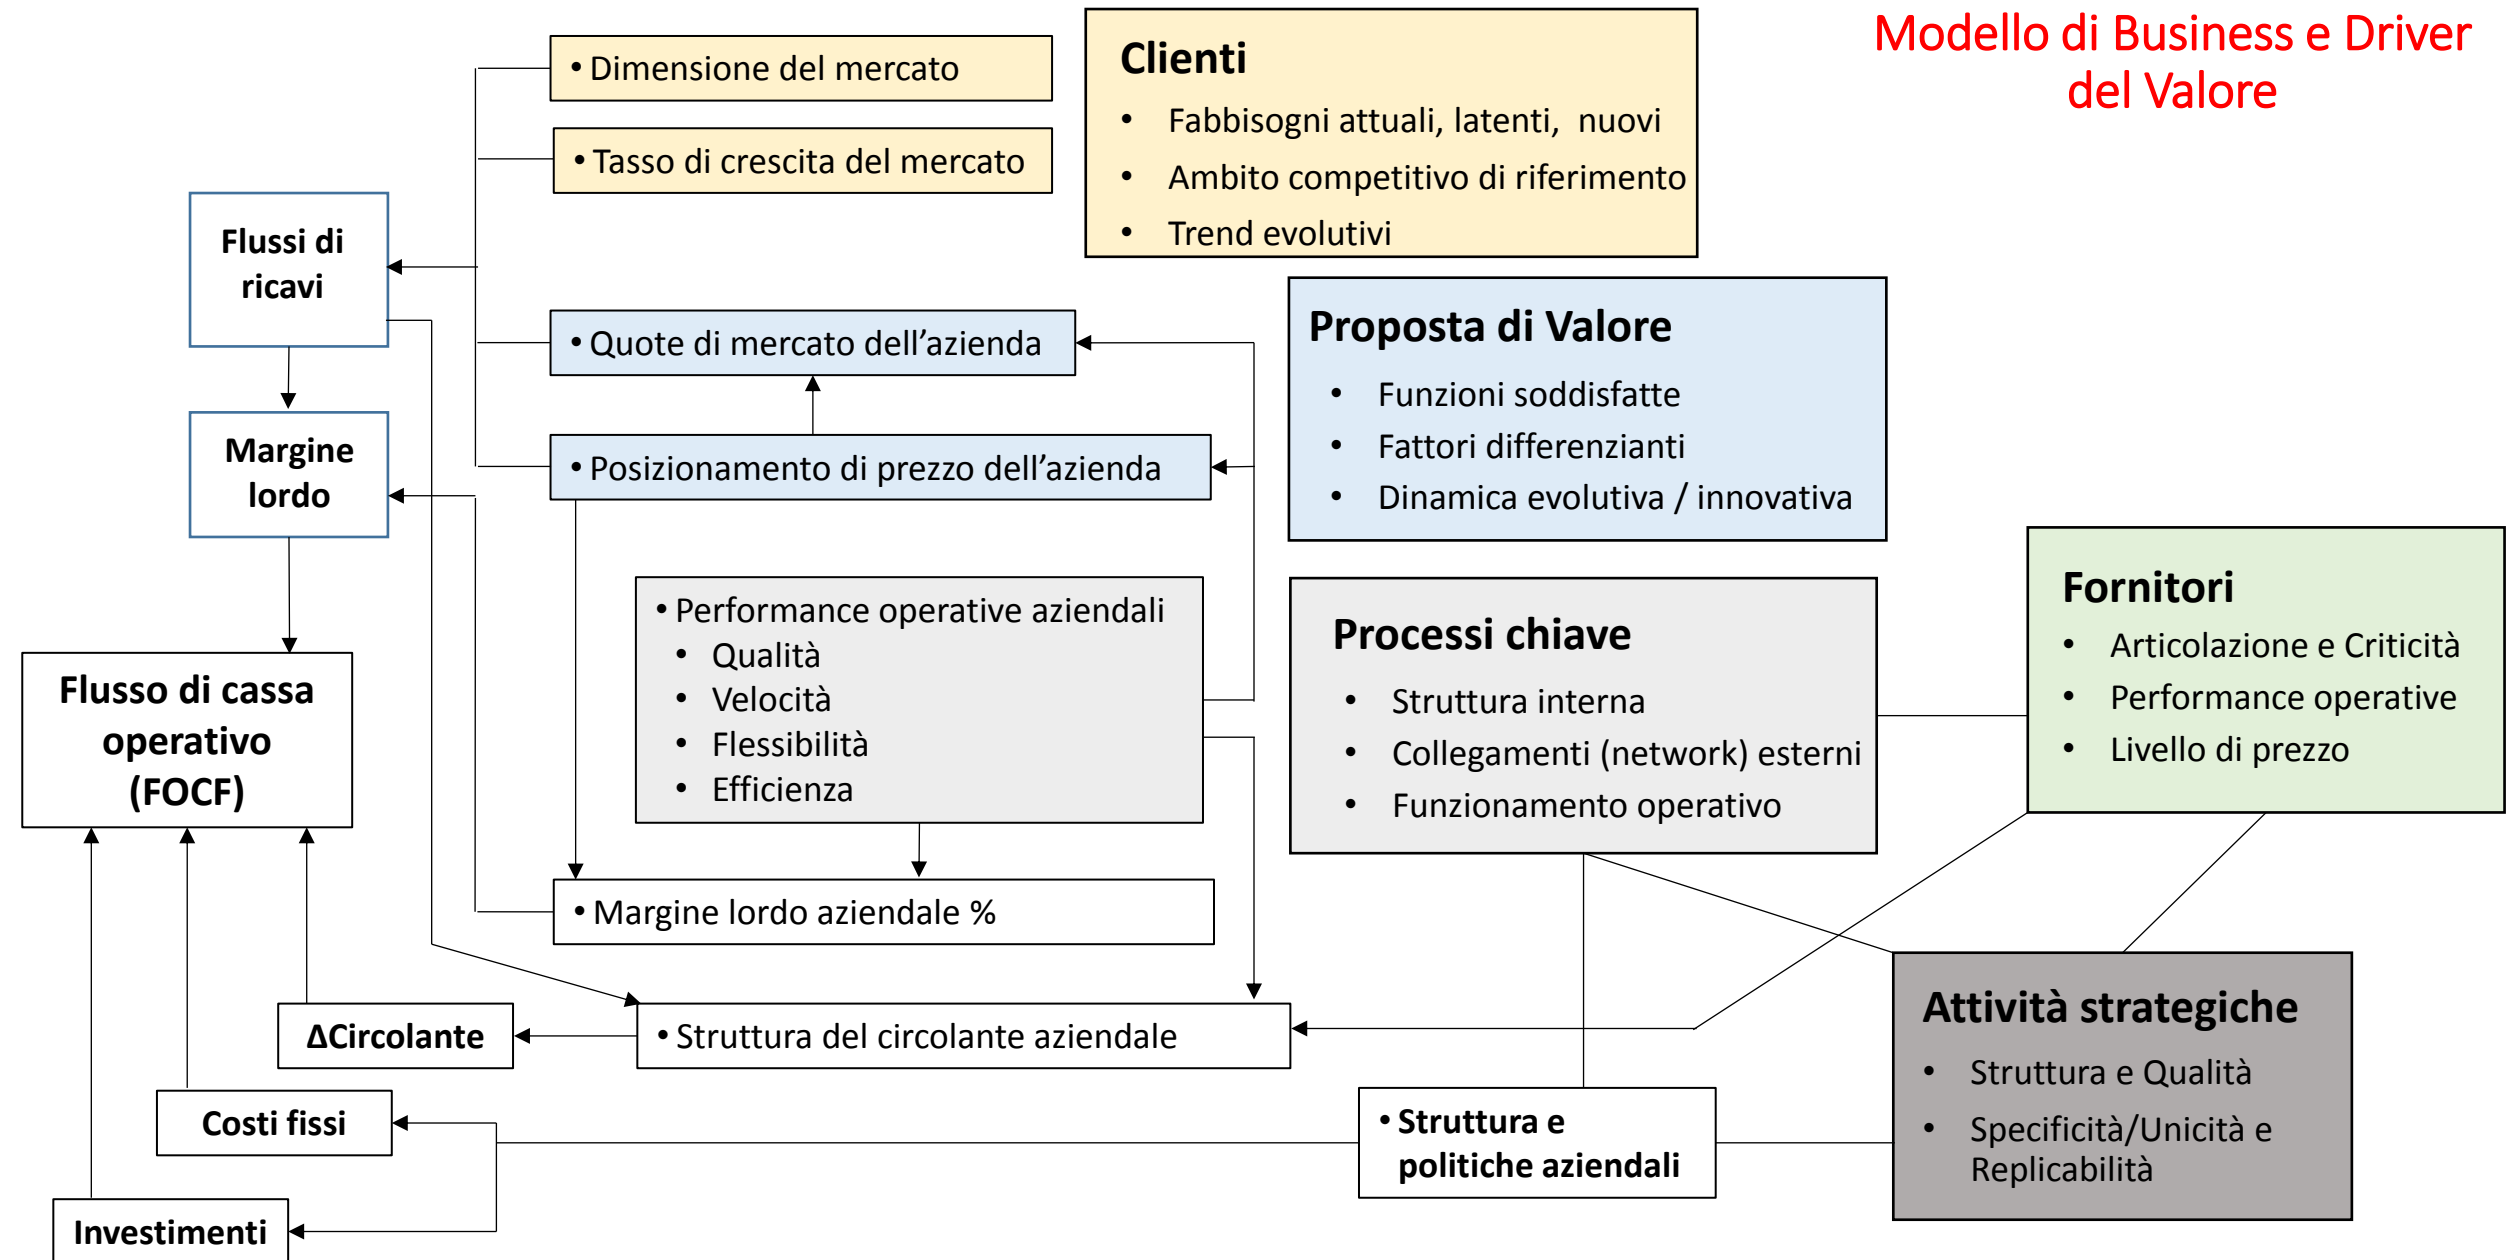 Modello di Business e Driver
del Valore
• Dimensione del mercato
• Tasso di crescita del mercato
Clienti
• Fabbisogni attuali, latenti, nuovi
• Ambito competitivo di riferimento
• Trend evolutivi
Flussi di
ricavi
• Quote di mercato dell’azienda
• Posizionamento di prezzo dell’azienda
Proposta di Valore
• Funzioni soddisfatte
• Fattori differenzianti
• Dinamica evolutiva / innovativa
Margine
lordo
• Performance operative aziendali
• Qualità
• Velocità
• Flessibilità
• Efficienza
Processi chiave
• Struttura interna
• Collegamenti (network) esterni
• Funzionamento operativo
Fornitori
• Articolazione e Criticità
• Performance operative
• Livello di prezzo
Flusso di cassa
operativo
(FOCF)
• Margine lordo aziendale %
ΔCircolante
• Struttura del circolante aziendale
Attività strategiche
• Struttura e Qualità
• Specificità/Unicità e
Replicabilità
Costi fissi
• Struttura e
politiche aziendali
Investimenti